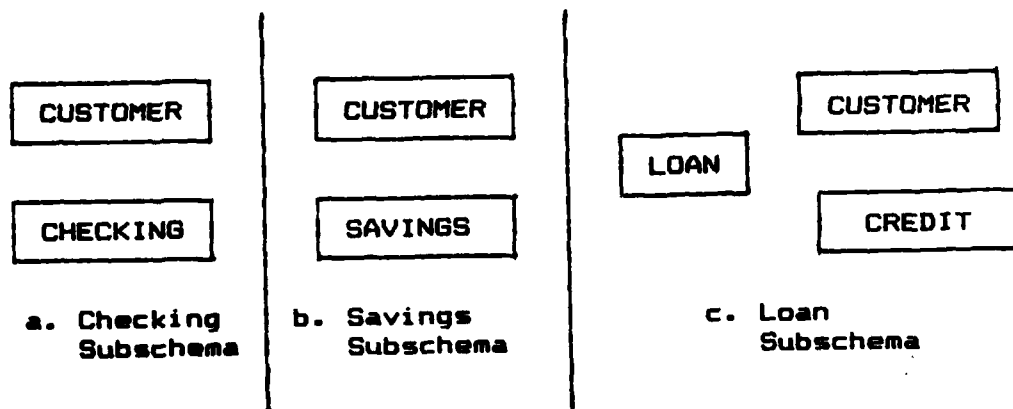 CUSTOMER
CHECKING
a. Checking
Subschema
CUSTOMER
SAVINGS
b. Savings
Subschema
CUSTOMER
LOAN
CREDIT
c. Loan
Subschema